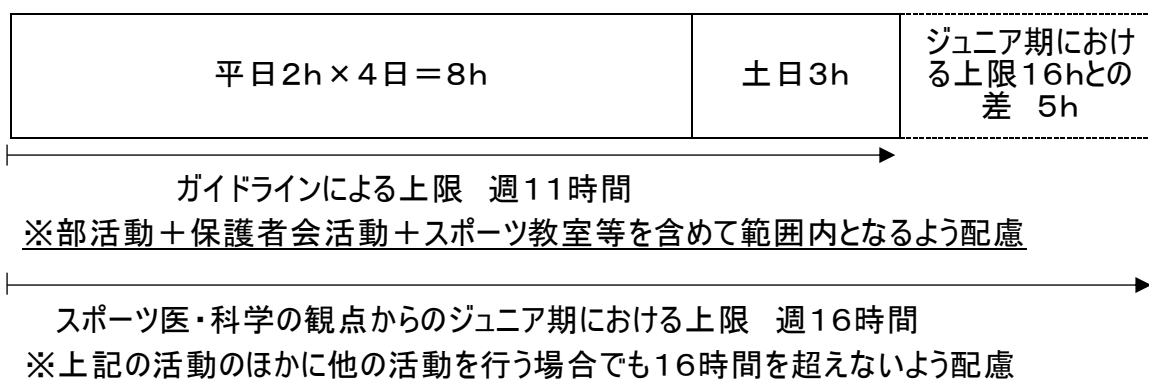 平日2h×4日=8h
土日3h
ジュニア期におけ
る上限16hとの
差 5h
ガイドラインによる上限 週11時間
※部活動+保護者会活動+スポーツ教室等を含めて範囲内となるよう配慮
スポーツ医・科学の観点からのジュニア期における上限 週16時間
※上記の活動のほかに他の活動を行う場合でも16時間を超えないよう配慮